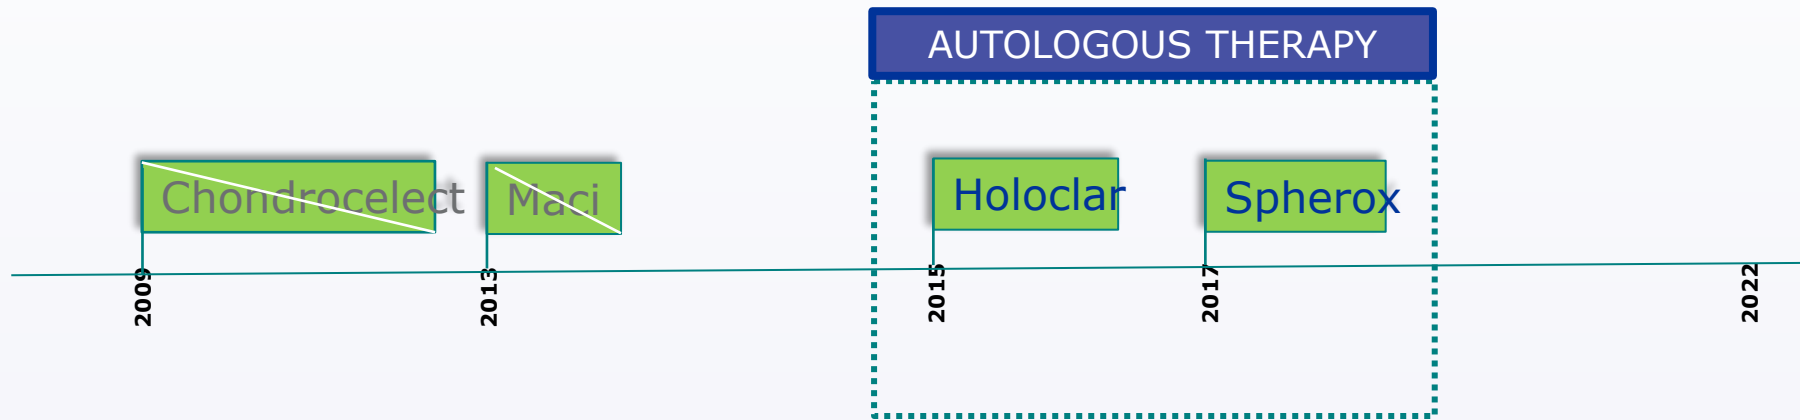 AUTOLOGOUS THERAPY
Chondrocelect
Maci
Holoclar
Spherox
2009
2013
2015
2017
2022